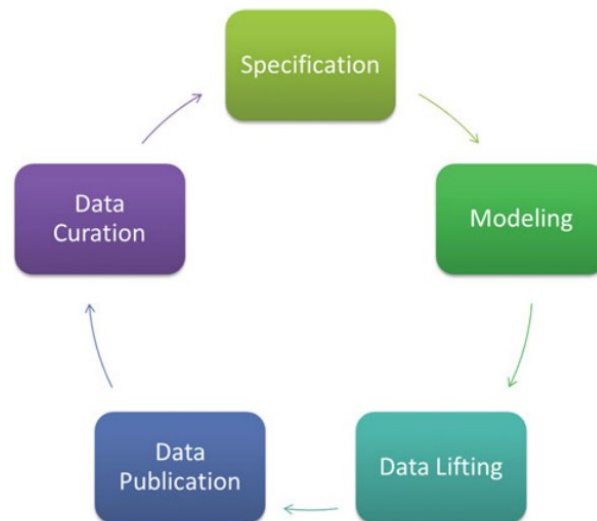 Specification
Modeling
Data Lifting
Data
Publication
Data
Curation